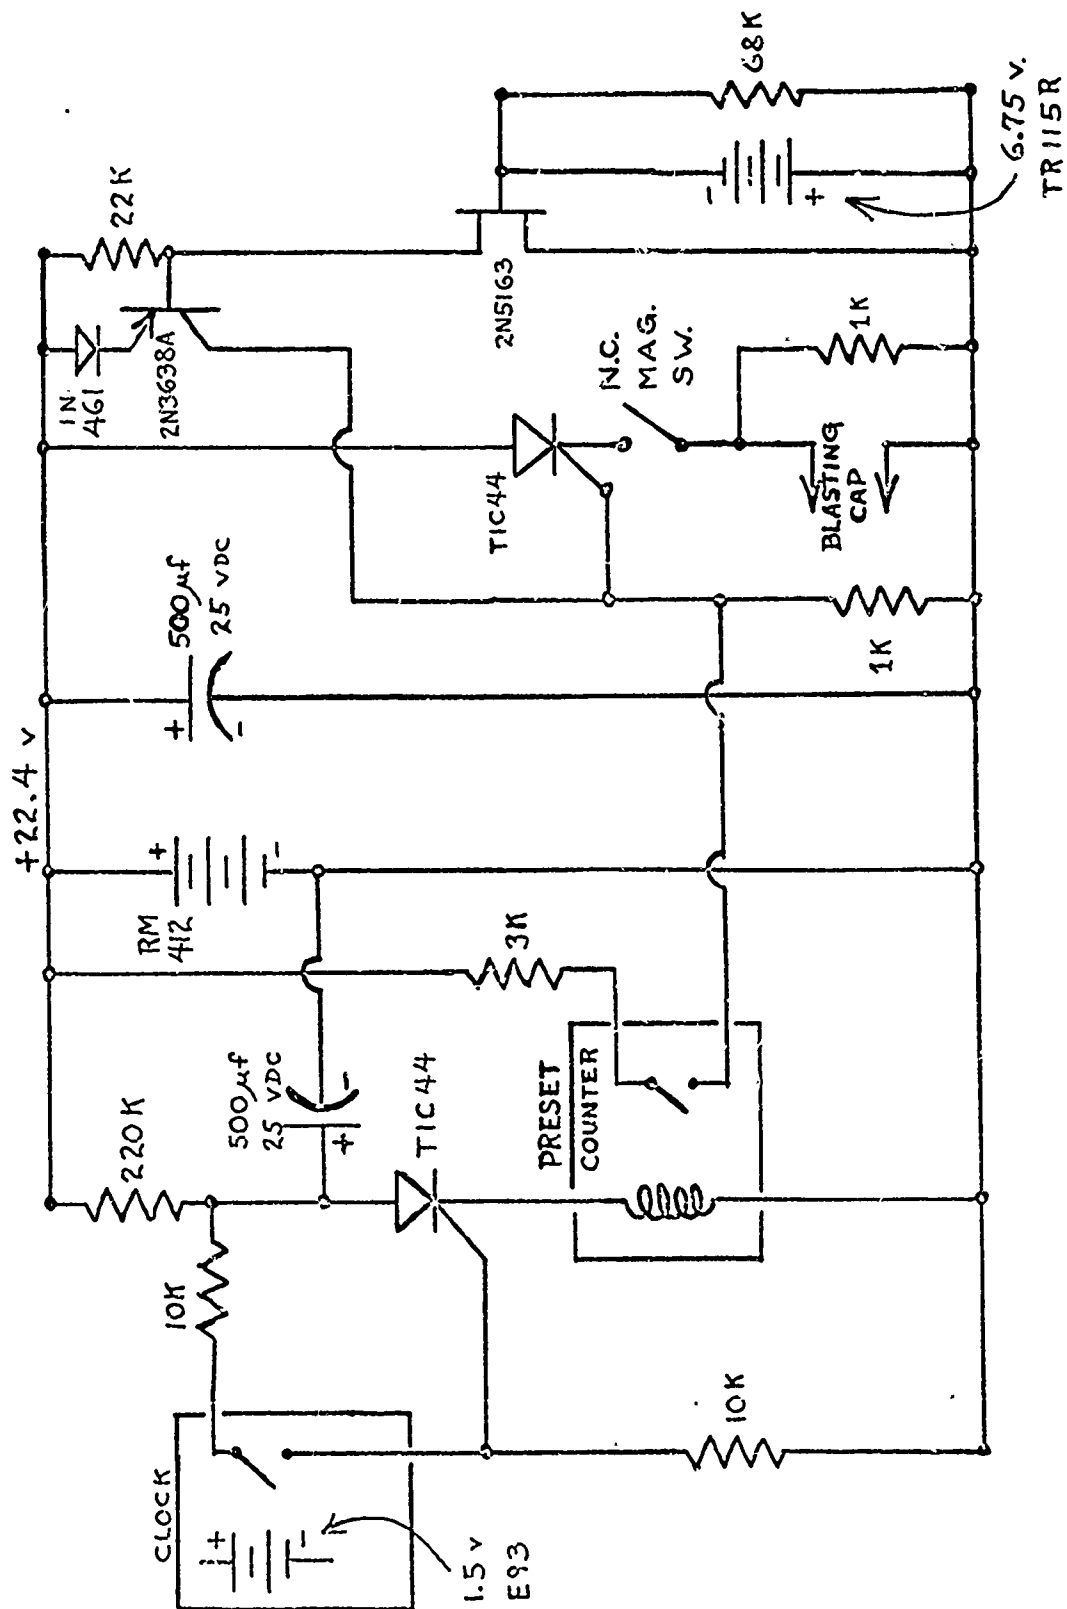 +22.4 v
220K
RM
412
500µf
25 VDC
1N
461
22K
2N3638A
10K
CLOCK
500µf
25 VDC
+
-
3K
TIC44
1.5 v
E93
PRESET
COUNTER
TIC44
2N5163
N.C.
MAG.
SW.
10K
1K
BLASTING
CAP
1K
68K
6.75 v.
TR115R